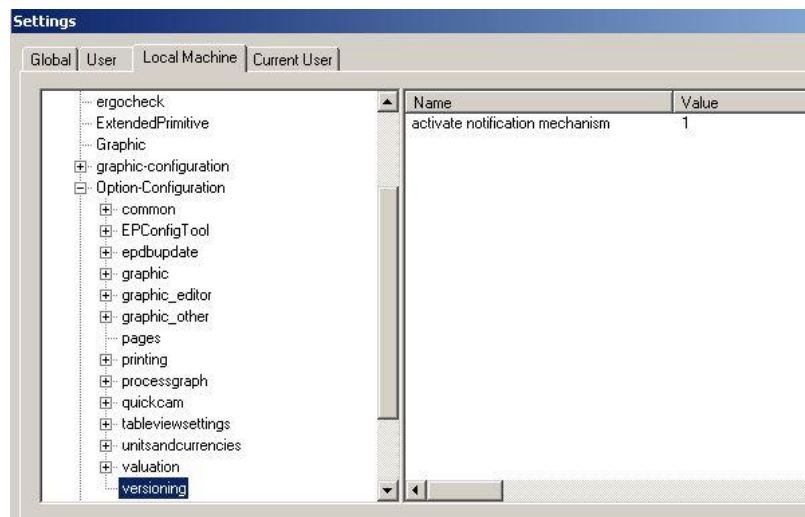 Settings
Global User Local Machine Current User
ergocheck
ExtendedPrimitive
Graphic
graphic-configuration
Option-Configuration
common
EPConfigTool
epdbupdate
graphic
graphic_editor
graphic_other
pages
printing
processgraph
quickcam
tableviewsettings
unitsandcurrencies
valuation
versioning
Name Value
activate notification mechanism 1